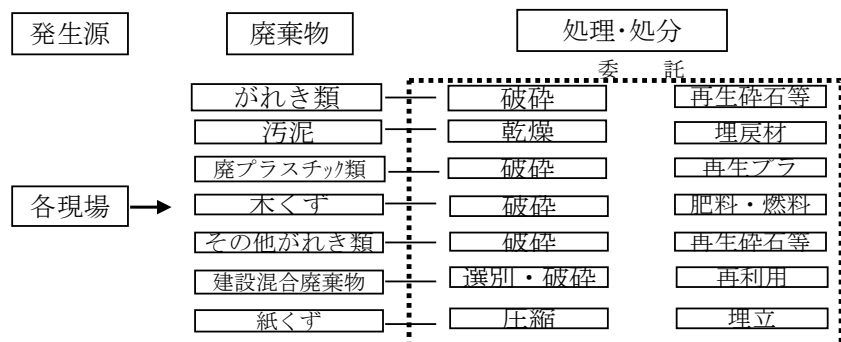 発生源 廃棄物 処理・処分
委 託
がれき類 破砕 再生砕石等
汚泥 乾燥 埋戻材
廃プラスチック類 破砕 再生プラ
各現場 木くず 破砕 肥料・燃料
その他がれき類 破砕 再生砕石等
建設混合廃棄物 選別・破砕 再利用
紙くず 圧縮 埋立